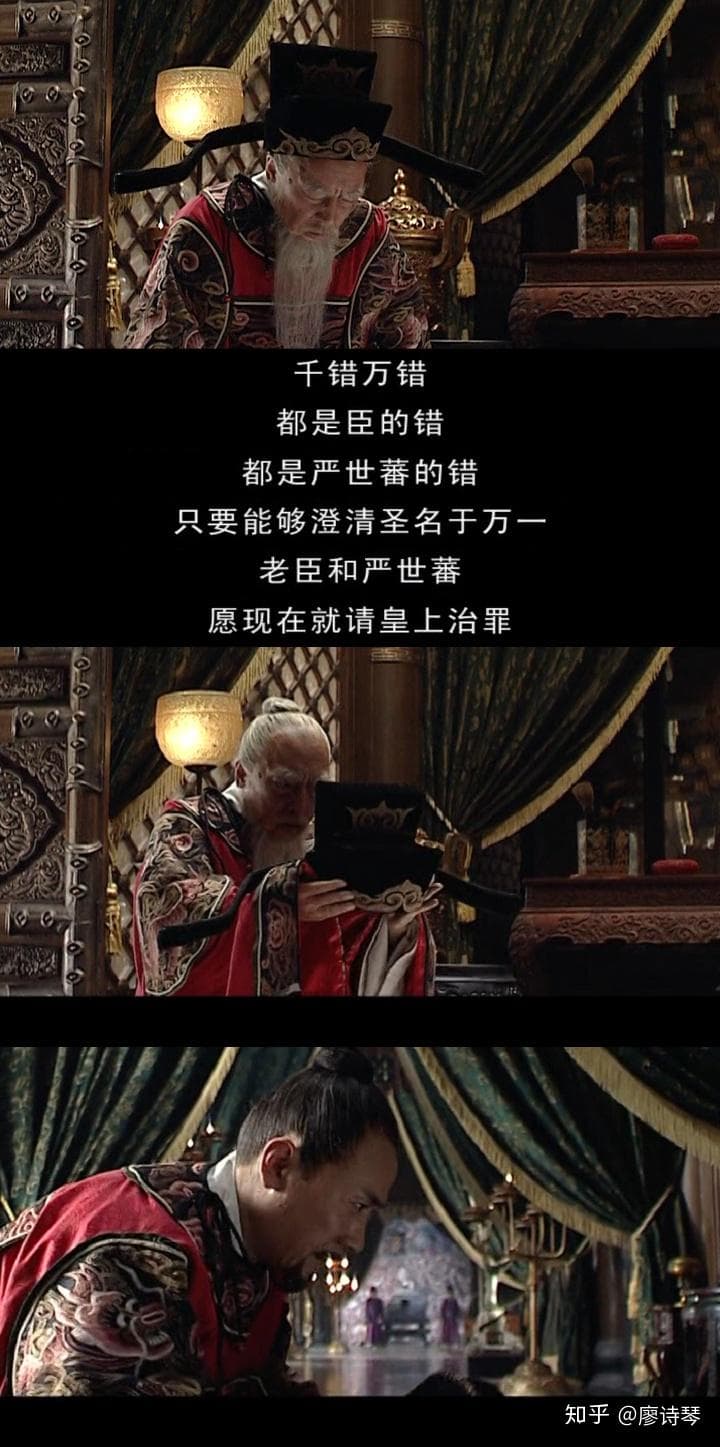 千错万错
都是臣的错
都是严世蕃的错
只要能够澄清圣名于万一
老臣和严世蕃
愿现在就请皇上治罪
知乎 @廖诗琴